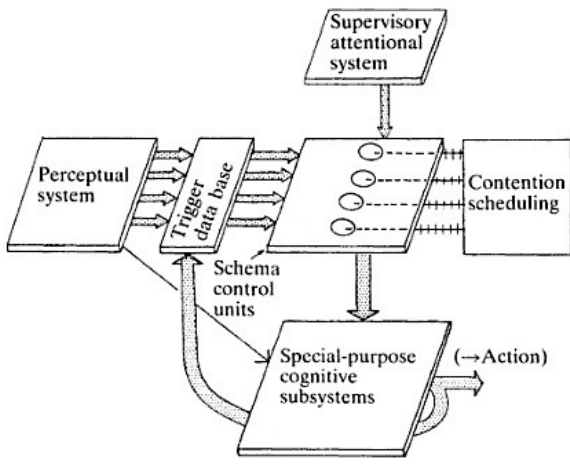 Supervisory
attentional
system
Perceptual
system
Trigger
data base
Contention
scheduling
Schema
control
units
Special-purpose
cognitive
subsystems
(→Action)